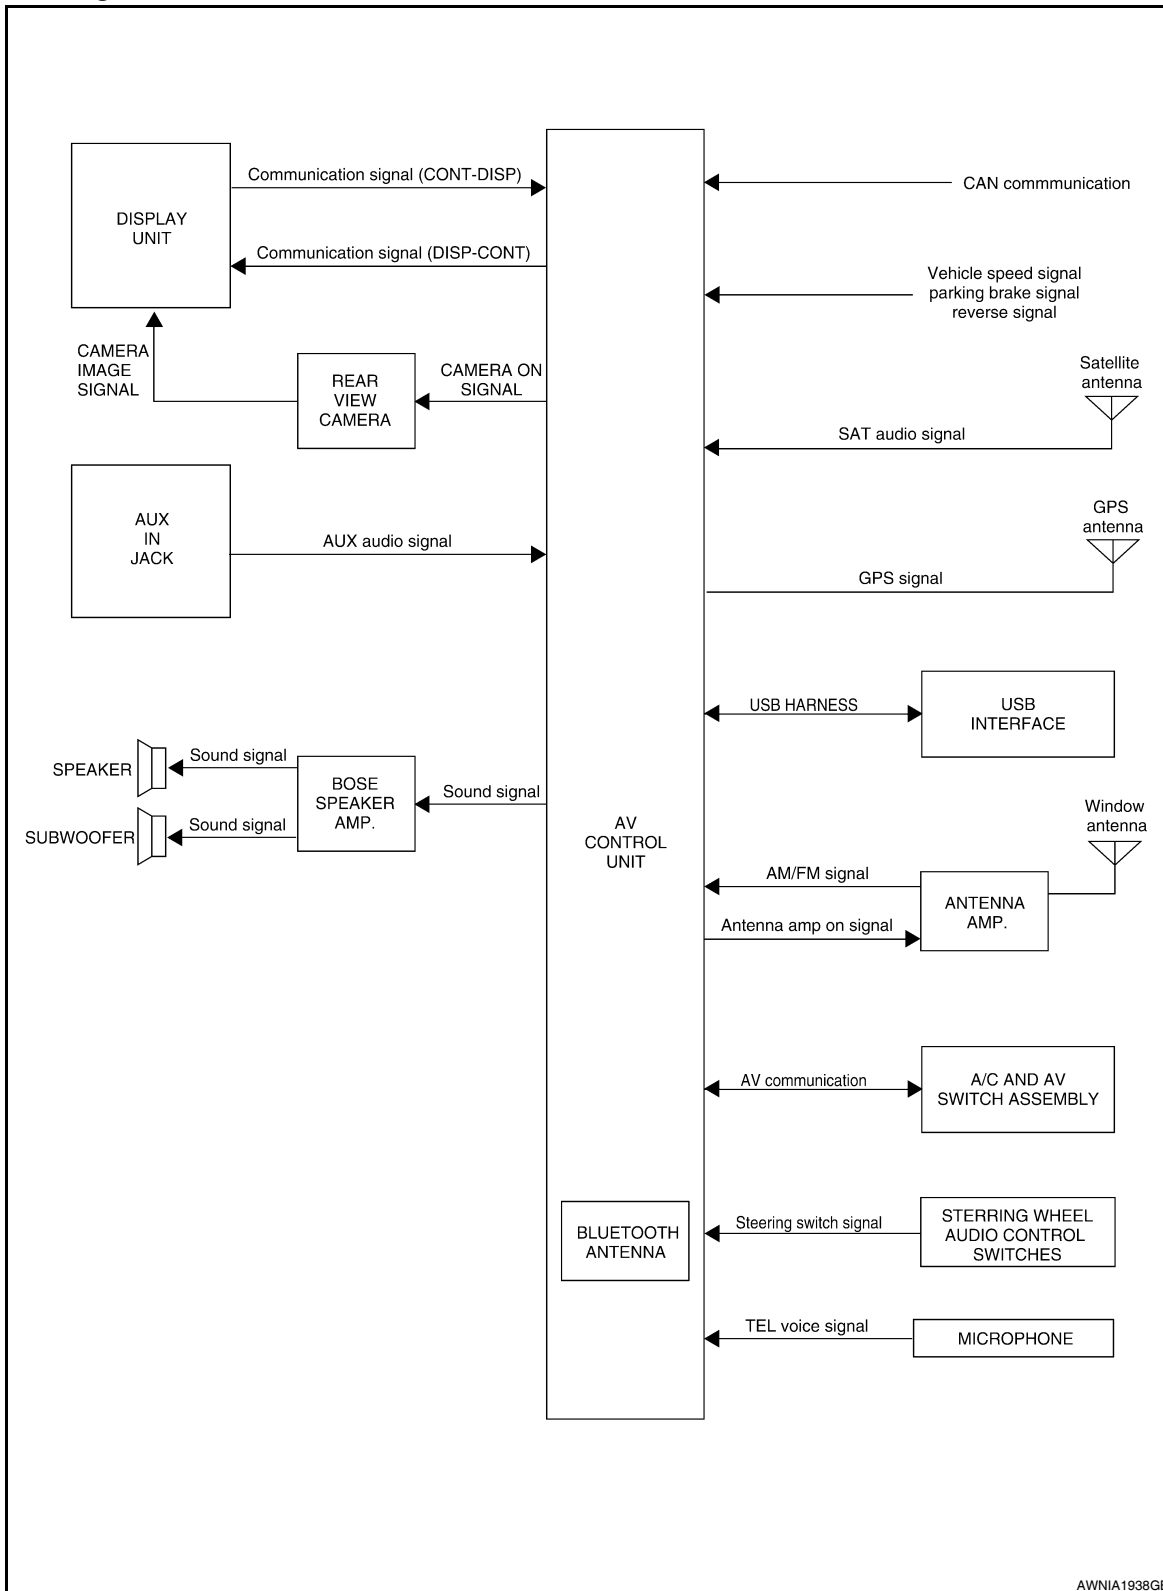 Communication signal (CONT-DISP)
DISPLAY
UNIT
Communication signal (DISP-CONT)
CAMERA
IMAGE
SIGNAL
REAR
VIEW
CAMERA
CAMERA ON
SIGNAL
AUX
IN
JACK
AUX audio signal
SPEAKER
Sound signal
SUBWOOFER
Sound signal
BOSE
SPEAKER
AMP.
Sound signal
AV
CONTROL
UNIT
BLUETOOTH
ANTENNA
CAN commmunication
Vehicle speed signal
parking brake signal
reverse signal
Satellite
antenna
SAT audio signal
GPS
antenna
GPS signal
USB HARNESS
USB
INTERFACE
Window
antenna
AM/FM signal
Antenna amp on signal
ANTENNA
AMP.
AV communication
A/C AND AV
SWITCH ASSEMBLY
Steering switch signal
STERRING WHEEL
AUDIO CONTROL
SWITCHES
TEL voice signal
MICROPHONE